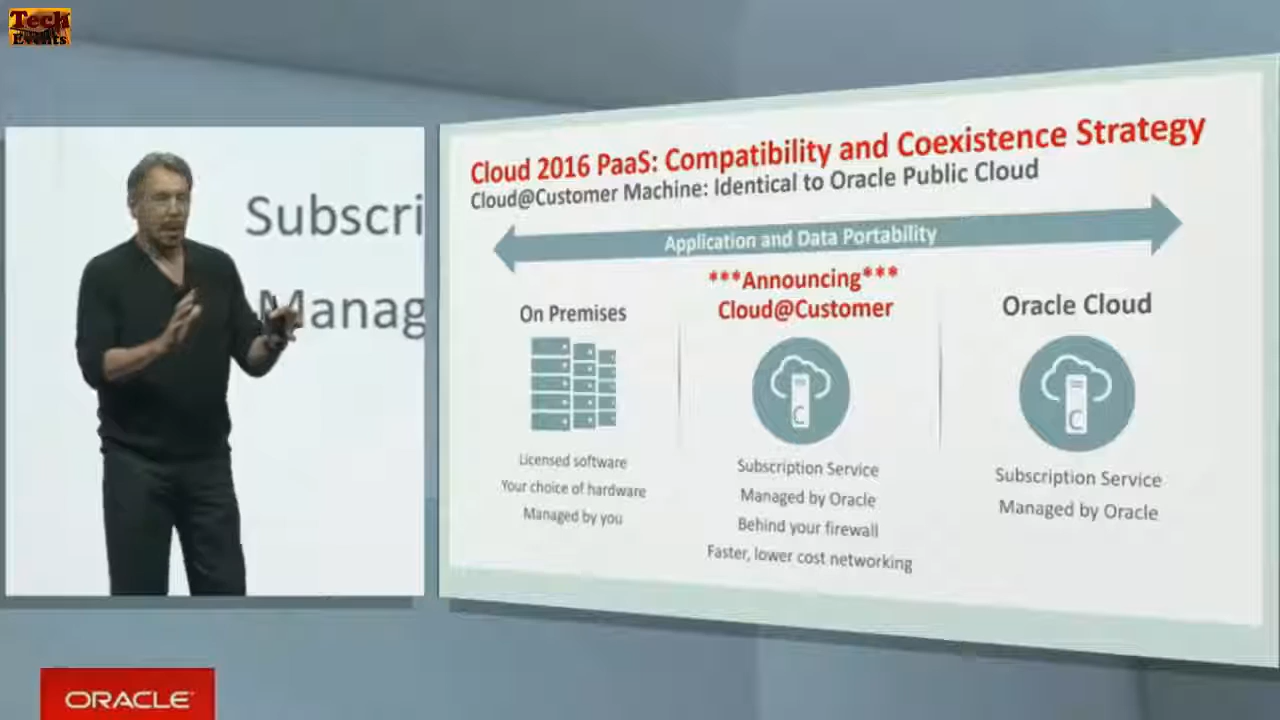 Tech
Events
Subscri
Manag
Cloud 2016 PaaS: Compatibility and Coexistence Strategy
Cloud@Customer Machine: Identical to Oracle Public Cloud
Application and Data Portability
***Announcing***
On Premises
Cloud@Customer
Oracle Cloud
C
C
Licensed software
Your choice of hardware
Managed by you
Subscription Service
Managed by Oracle
Behind your firewall
Faster, lower cost networking
Subscription Service
Managed by Oracle
ORACLE